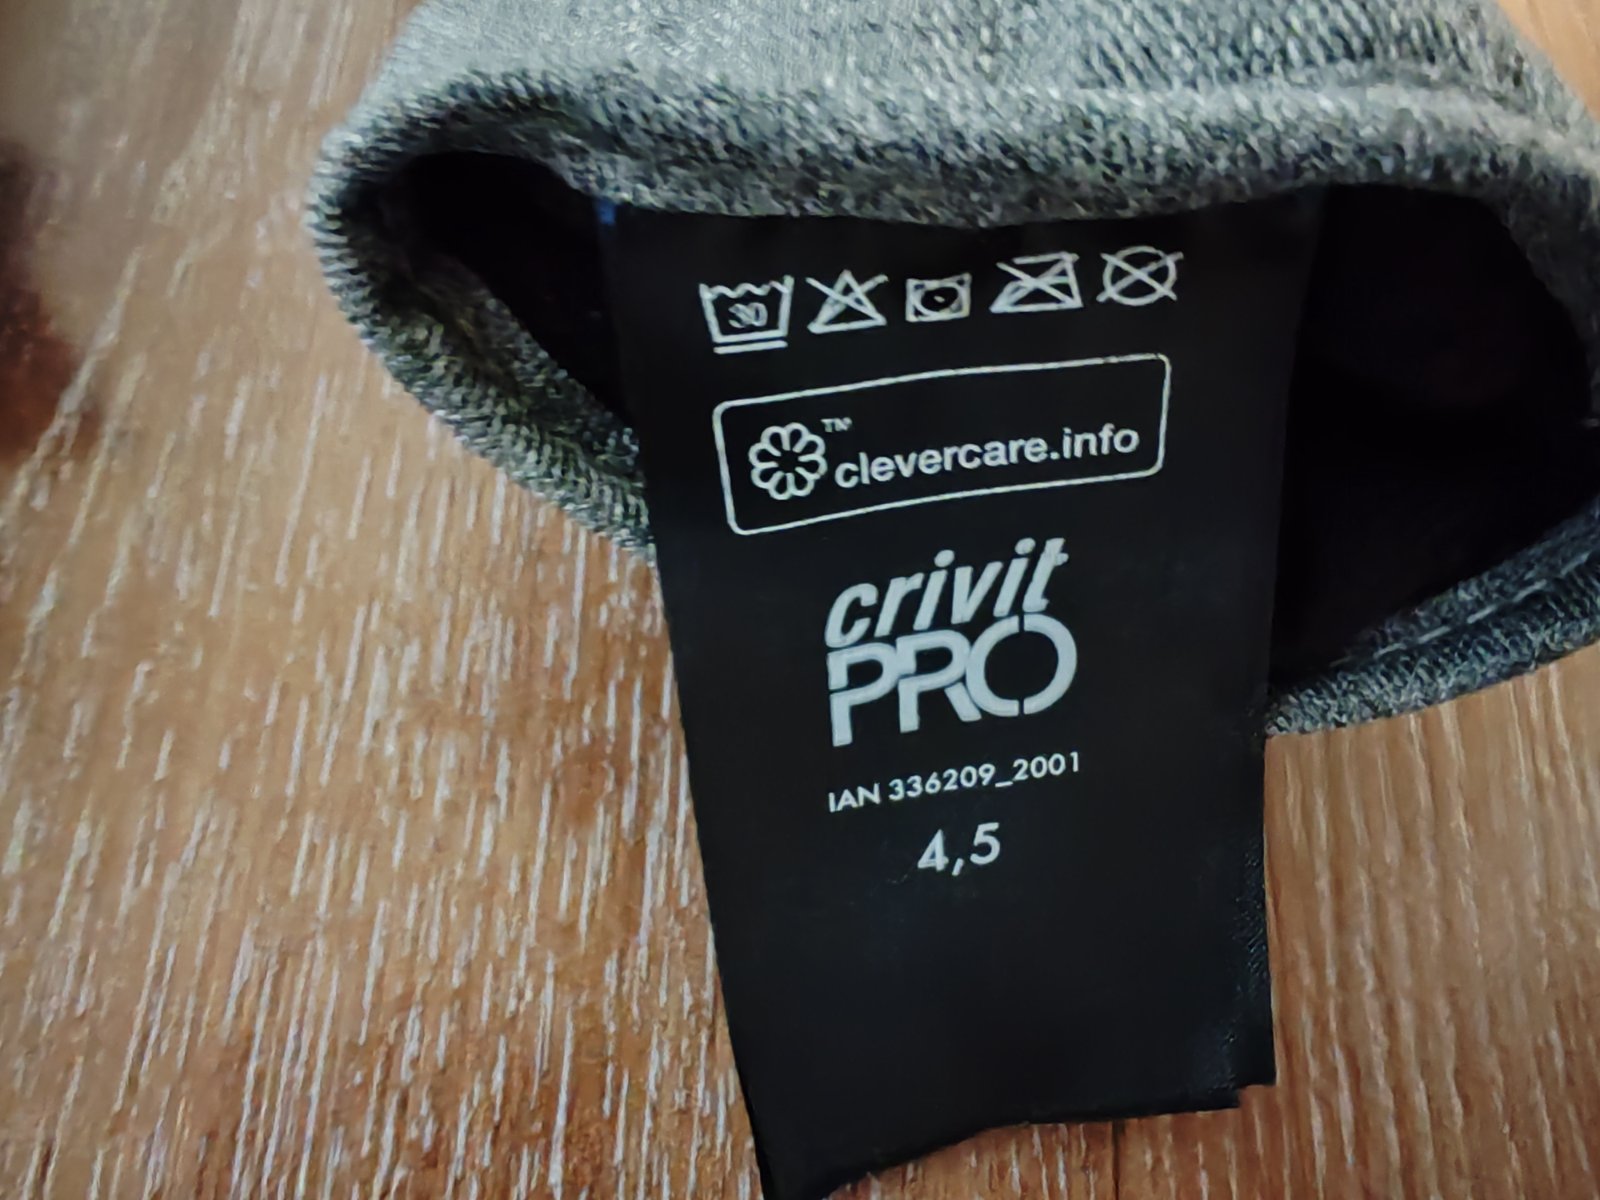 30
™
clevercare.info
crivit
PRO
IAN 336209_2001
4,5